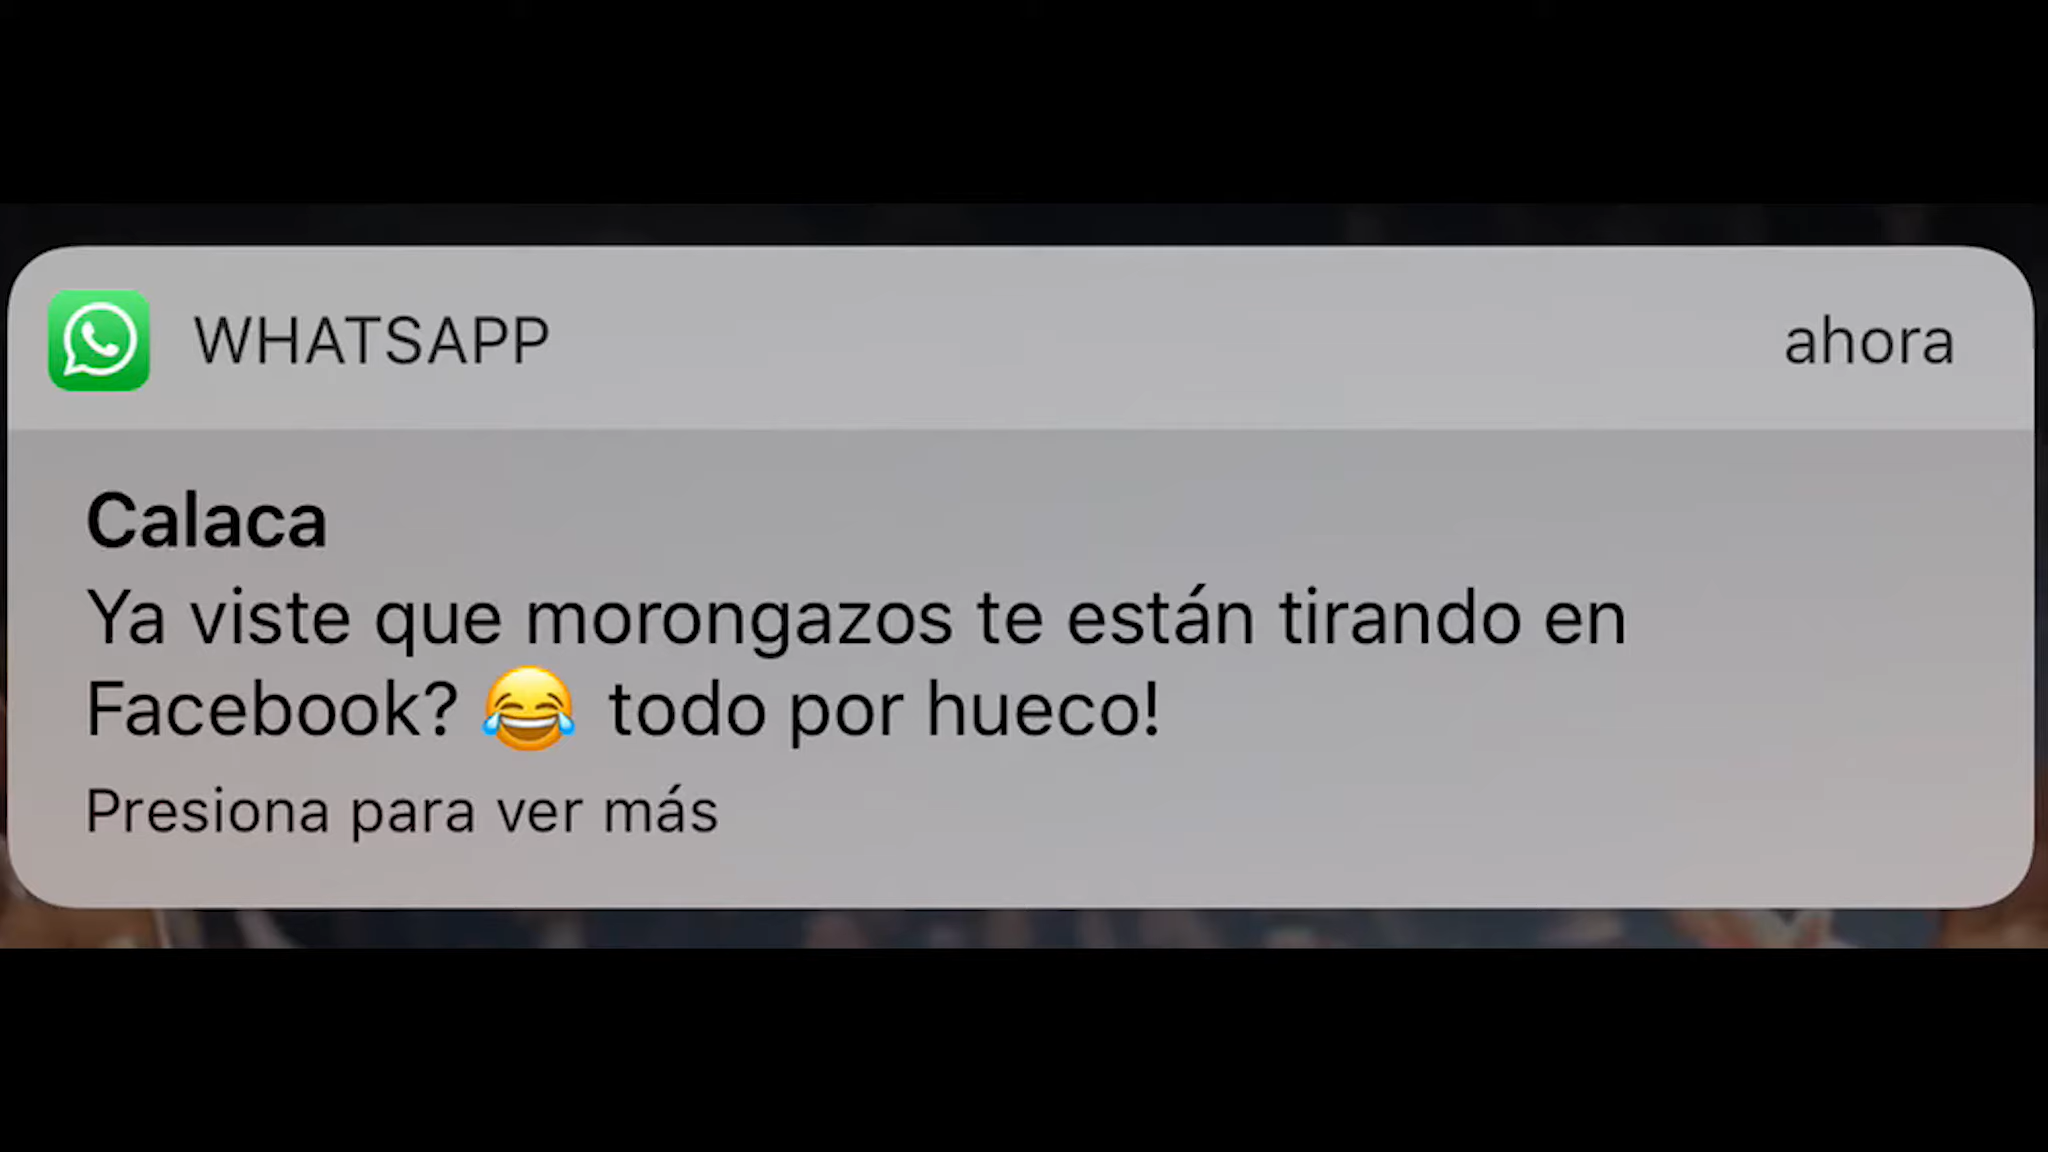 WHATSAPP
ahora
Calaca
Ya viste que morongazos te están tirando en
Facebook? 😂 todo por hueco!
Presiona para ver más